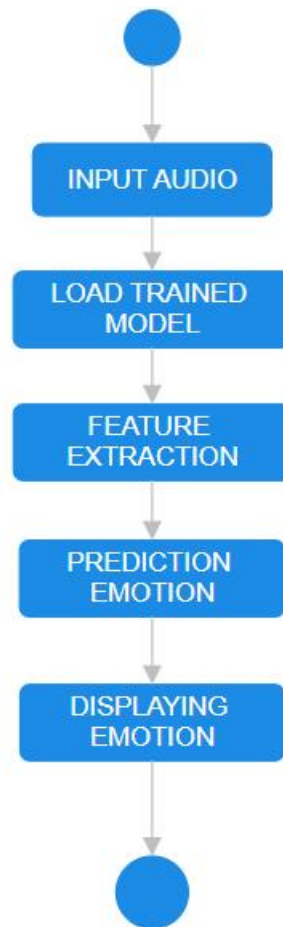 INPUT AUDIO
LOAD TRAINED
MODEL
FEATURE
EXTRACTION
PREDICTION
EMOTION
DISPLAYING
EMOTION